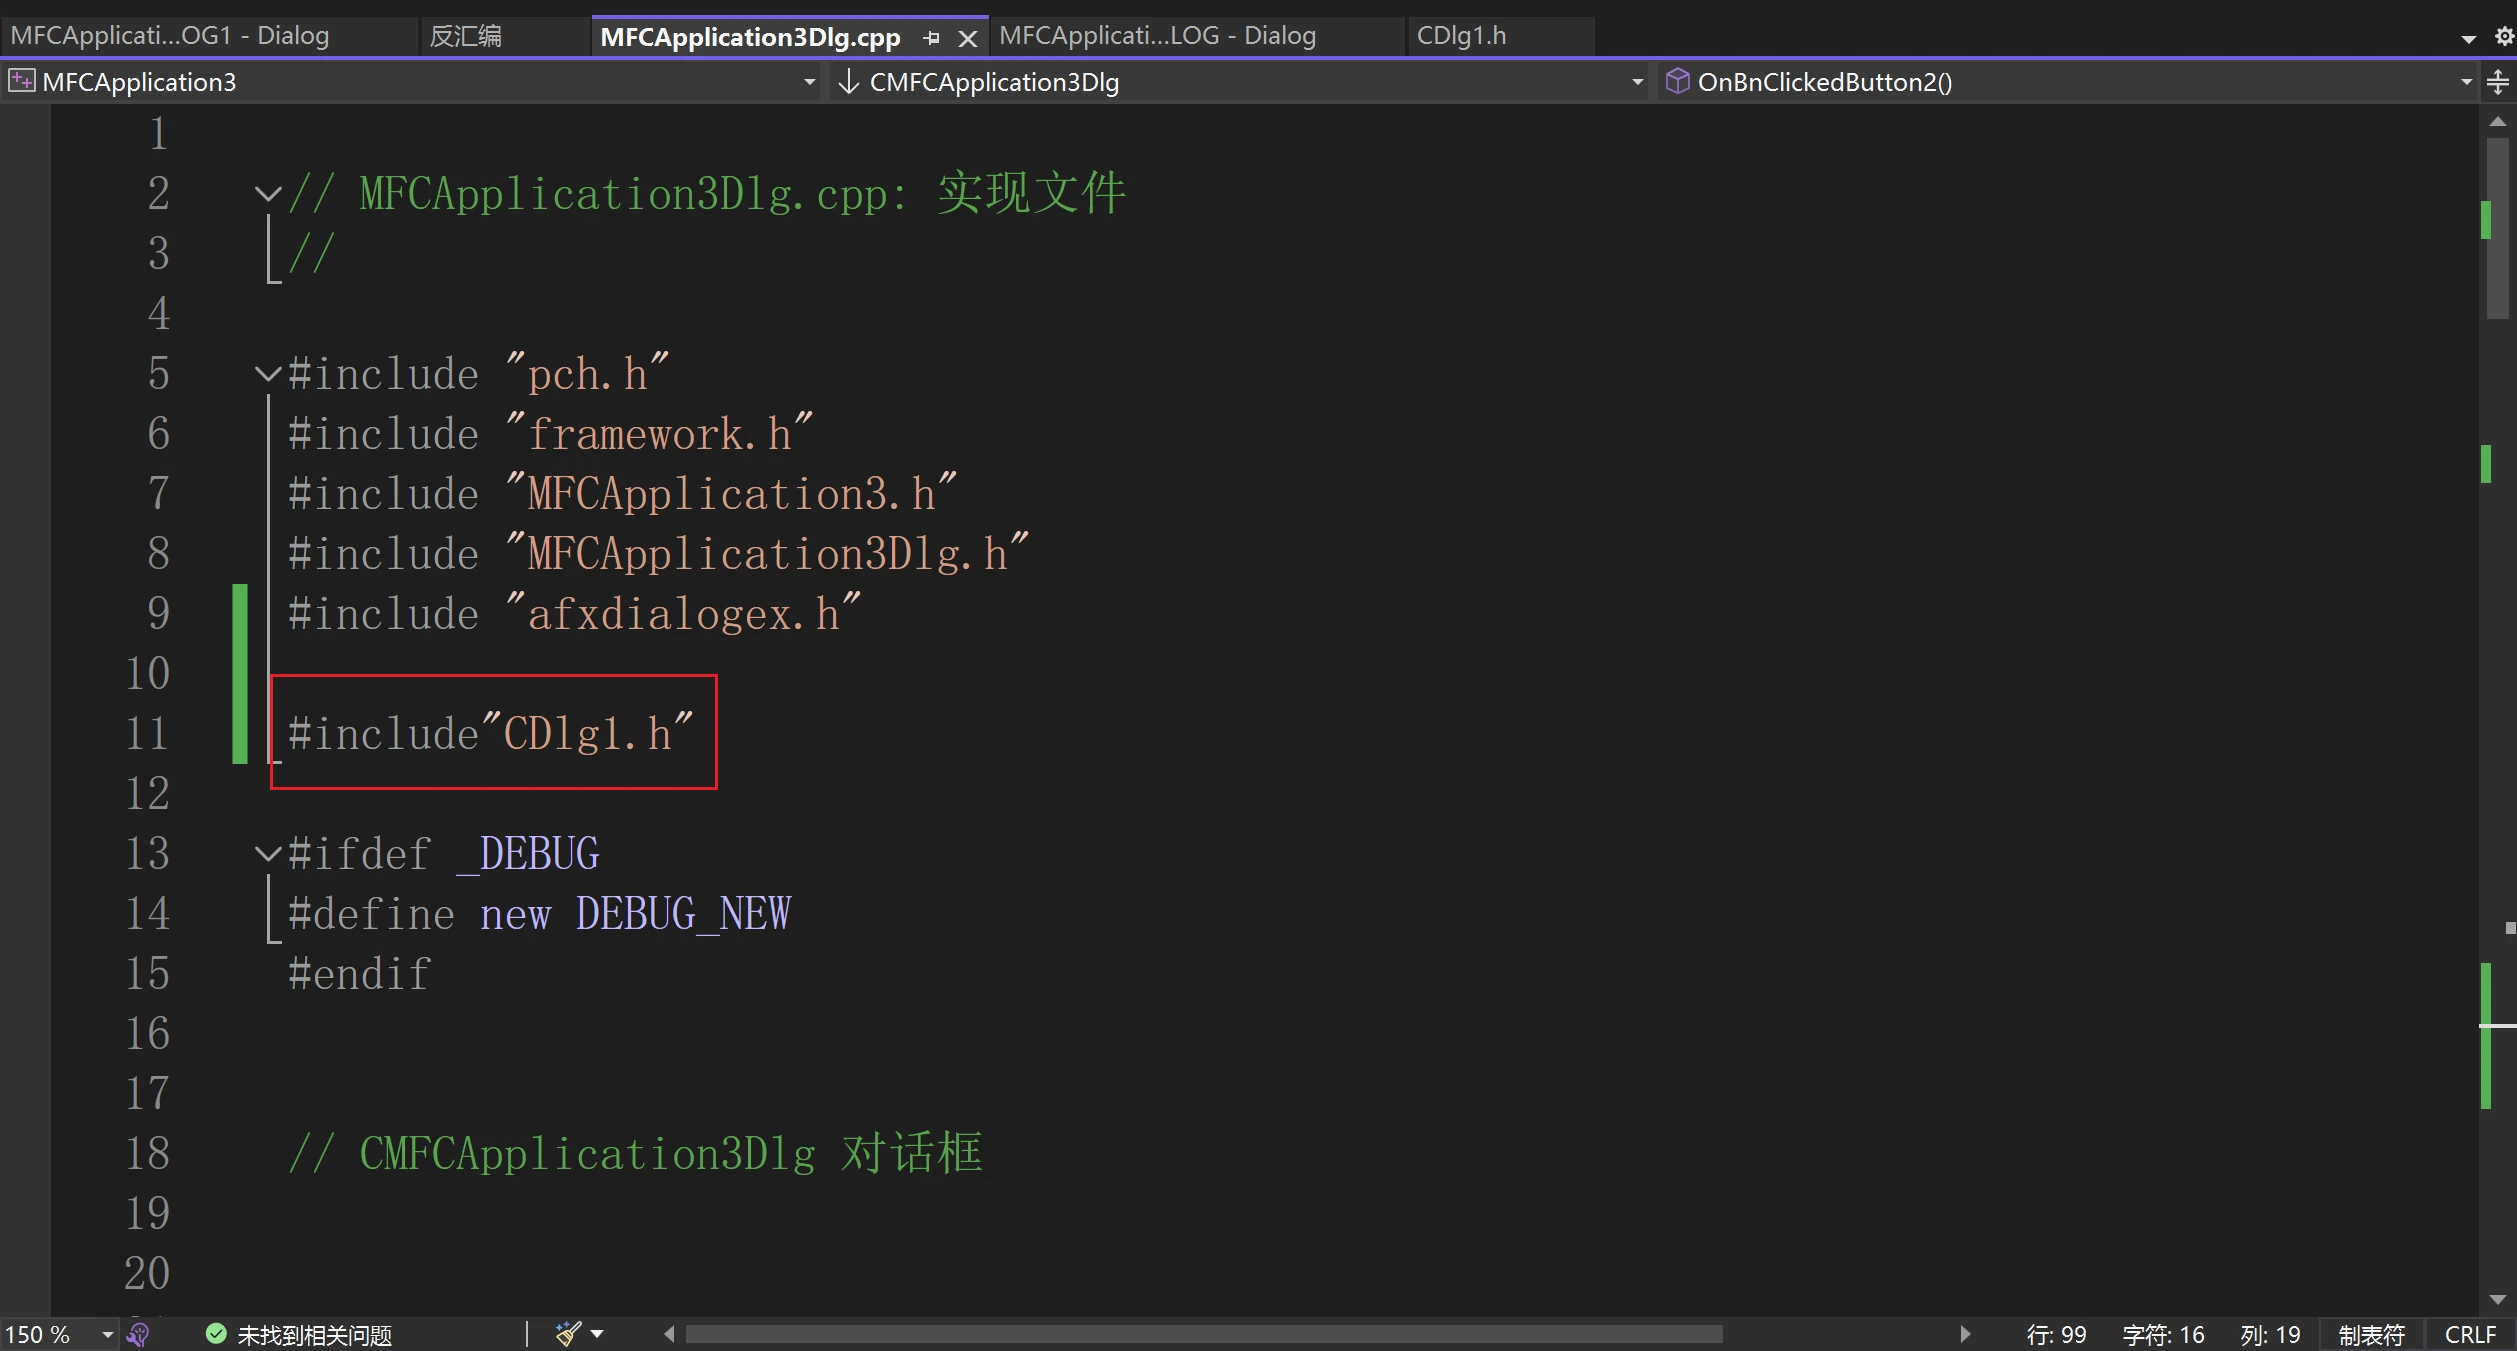 MFCApplicati...OG1 - Dialog 反汇编 MFCApplication3Dlg.cpp MFCApplicati...LOG - Dialog CDlg1.h
MFCApplication3 CMFCApplication3Dlg OnBnClickedButton2()
1
2 // MFCApplication3Dlg.cpp: 实现文件
3 //
4
5 #include "pch.h"
6 #include "framework.h"
7 #include "MFCApplication3.h"
8 #include "MFCApplication3Dlg.h"
9 #include "afxdialogex.h"
10
11 #include"CDlg1.h"
12
13 #ifdef _DEBUG
14 #define new DEBUG_NEW
15 #endif
16
17
18 // CMFCApplication3Dlg 对话框
19
20
150 % 未找到相关问题 行: 99 字符: 16 列: 19 制表符 CRLF